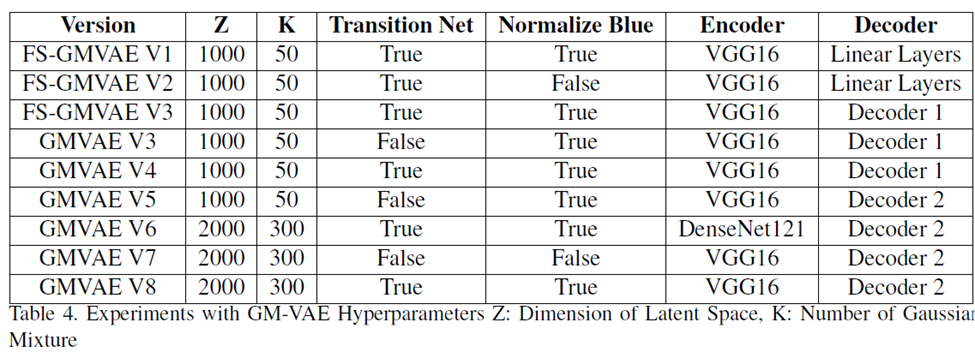 Version Z K Transition Net Normalize Blue Encoder Decoder
FS-GMVAE V1 1000 50 True True VGG16 Linear Layers
FS-GMVAE V2 1000 50 True False VGG16 Linear Layers
FS-GMVAE V3 1000 50 True True VGG16 Decoder 1
GMVAE V3 1000 50 False True VGG16 Decoder 1
GMVAE V4 1000 50 True True VGG16 Decoder 1
GMVAE V5 1000 50 False True VGG16 Decoder 2
GMVAE V6 2000 300 True True DenseNet121 Decoder 2
GMVAE V7 2000 300 False False VGG16 Decoder 2
GMVAE V8 2000 300 True True VGG16 Decoder 2
Table 4. Experiments with GM-VAE Hyperparameters Z: Dimension of Latent Space, K: Number of Gaussian
Mixture